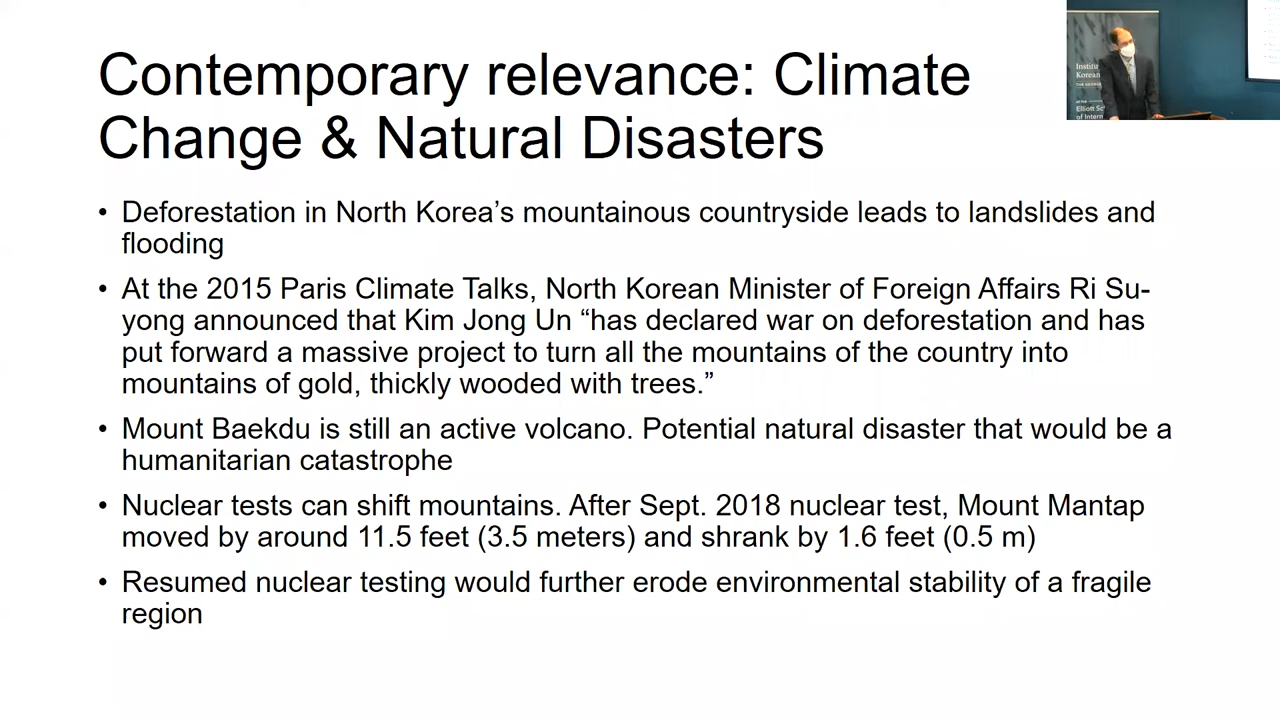 Contemporary relevance: Climate
Change & Natural Disasters
• Deforestation in North Korea’s mountainous countryside leads to landslides and
flooding
• At the 2015 Paris Climate Talks, North Korean Minister of Foreign Affairs Ri Su-
yong announced that Kim Jong Un “has declared war on deforestation and has
put forward a massive project to turn all the mountains of the country into
mountains of gold, thickly wooded with trees.”
• Mount Baekdu is still an active volcano. Potential natural disaster that would be a
humanitarian catastrophe
• Nuclear tests can shift mountains. After Sept. 2018 nuclear test, Mount Mantap
moved by around 11.5 feet (3.5 meters) and shrank by 1.6 feet (0.5 m)
• Resumed nuclear testing would further erode environmental stability of a fragile
region
Korean
Elliott
of